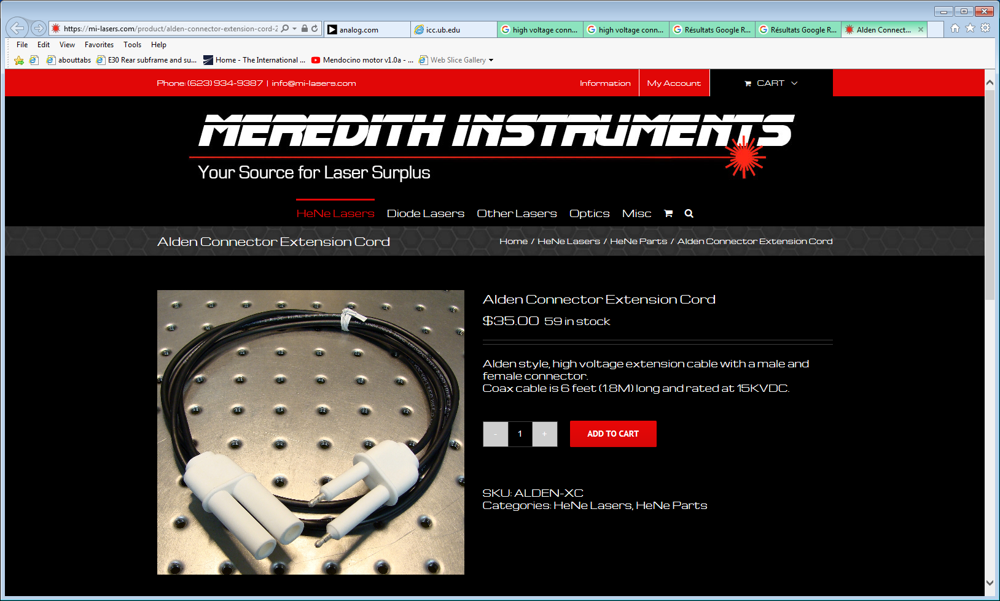 https://mi-lasers.com/product/alden-connector-extension-cord-2
analog.com
icc.ub.edu
high voltage conn...
high voltage conn...
Résultats Google R...
Résultats Google R...
Alden Connect...
File Edit View Favorites Tools Help
abouttabs
E30 Rear subframe and su...
Home - The International ...
Mendocino motor v1.0a - ...
Web Slice Gallery
Phone: (623) 934-9387 | info@mi-lasers.com
Information
My Account
CART
MEREDITH INSTRUMENTS
Your Source for Laser Surplus
HeNe Lasers Diode Lasers Other Lasers Optics Misc
Alden Connector Extension Cord
Home / HeNe Lasers / HeNe Parts / Alden Connector Extension Cord
Alden Connector Extension Cord
$35.00 59 in stock
Alden style, high voltage extension cable with a male and
female connector.
Coax cable is 6 feet (1.8M) long and rated at 15KVDC.
- 1 +
ADD TO CART
SKU: ALDEN-XC
Categories: HeNe Lasers, HeNe Parts